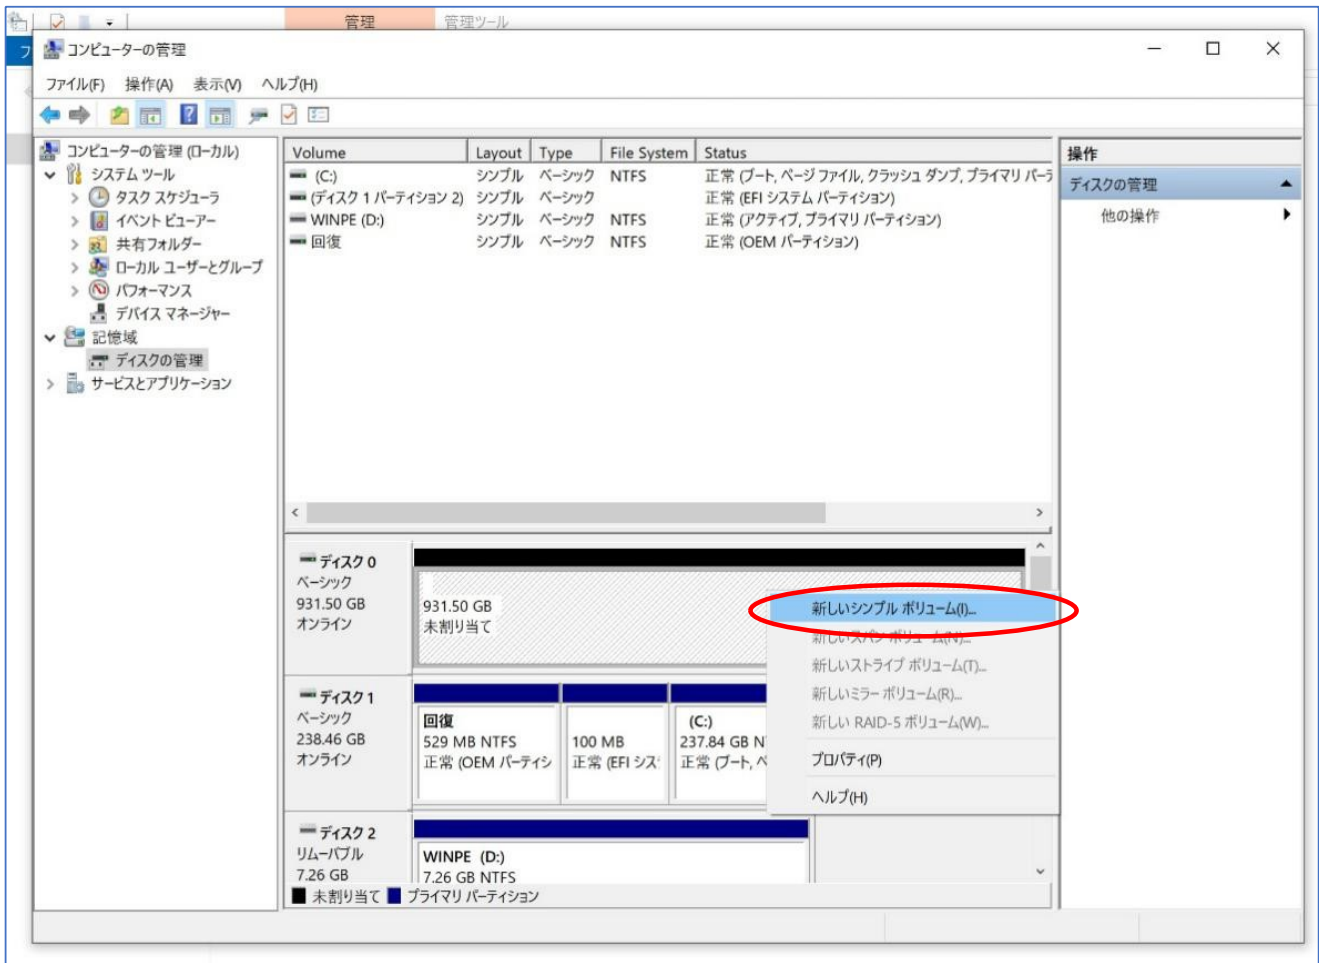 管理 管理ツール
コンピューターの管理
ファイル(F) 操作(A) 表示(V) ヘルプ(H)
コンピューターの管理 (ローカル)
システム ツール
タスク スケジューラ
イベント ビューアー
共有フォルダー
ローカル ユーザーとグループ
パフォーマンス
デバイス マネージャー
記憶域
ディスクの管理
サービスとアプリケーション
Volume Layout Type File System Status
(C:) シンプル ベーシック NTFS 正常 (ブート, ページ ファイル, クラッシュ ダンプ, プライマリ パーテ
(ディスク 1 パーティション 2) シンプル ベーシック 正常 (EFI システム パーティション)
WINPE (D:) シンプル ベーシック NTFS 正常 (アクティブ, プライマリ パーティション)
回復 シンプル ベーシック NTFS 正常 (OEM パーティション)
操作
ディスクの管理
他の操作
ディスク 0
ベーシック
931.50 GB
オンライン
931.50 GB
未割り当て
新しいシンプル ボリューム(I)...
新しいスパン ボリューム(N)...
新しいストライプ ボリューム(T)...
新しいミラー ボリューム(R)...
新しい RAID-5 ボリューム(W)...
プロパティ(P)
ヘルプ(H)
ディスク 1
ベーシック
238.46 GB
オンライン
回復
529 MB NTFS
正常 (OEM パーティシ
100 MB
正常 (EFI シス
(C:)
237.84 GB N
正常 (ブート, ペ
ディスク 2
リムーバブル
7.26 GB
WINPE (D:)
7.26 GB NTFS
未割り当て プライマリ パーティション